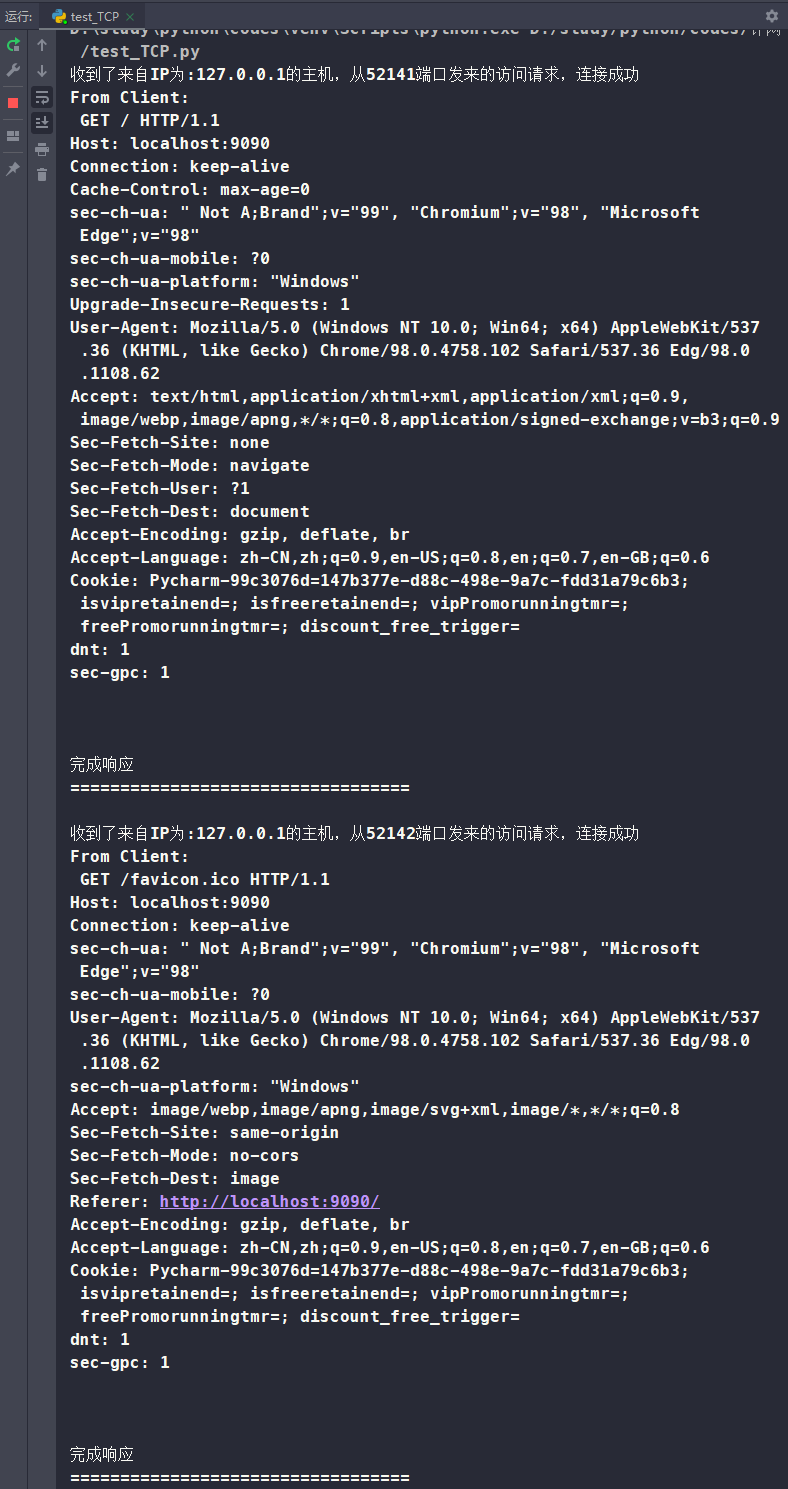 运行: test_TCP
D:\study\python\codes\venv\Scripts\python.exe D:/study/python/codes/计网
/test_TCP.py
收到了来自IP为:127.0.0.1的主机，从52141端口发来的访问请求，连接成功
From Client:
GET / HTTP/1.1
Host: localhost:9090
Connection: keep-alive
Cache-Control: max-age=0
sec-ch-ua: " Not A;Brand";v="99", "Chromium";v="98", "Microsoft
Edge";v="98"
sec-ch-ua-mobile: ?0
sec-ch-ua-platform: "Windows"
Upgrade-Insecure-Requests: 1
User-Agent: Mozilla/5.0 (Windows NT 10.0; Win64; x64) AppleWebKit/537
.36 (KHTML, like Gecko) Chrome/98.0.4758.102 Safari/537.36 Edg/98.0
.1108.62
Accept: text/html,application/xhtml+xml,application/xml;q=0.9,
image/webp,image/apng,*/*;q=0.8,application/signed-exchange;v=b3;q=0.9
Sec-Fetch-Site: none
Sec-Fetch-Mode: navigate
Sec-Fetch-User: ?1
Sec-Fetch-Dest: document
Accept-Encoding: gzip, deflate, br
Accept-Language: zh-CN,zh;q=0.9,en-US;q=0.8,en;q=0.7,en-GB;q=0.6
Cookie: Pycharm-99c3076d=147b377e-d88c-498e-9a7c-fdd31a79c6b3;
isvipretainend=; isfreeretainend=; vipPromorunningtmr=;
freePromorunningtmr=; discount_free_trigger=
dnt: 1
sec-gpc: 1
完成响应
==================================
收到了来自IP为:127.0.0.1的主机，从52142端口发来的访问请求，连接成功
From Client:
GET /favicon.ico HTTP/1.1
Host: localhost:9090
Connection: keep-alive
sec-ch-ua: " Not A;Brand";v="99", "Chromium";v="98", "Microsoft
Edge";v="98"
sec-ch-ua-mobile: ?0
User-Agent: Mozilla/5.0 (Windows NT 10.0; Win64; x64) AppleWebKit/537
.36 (KHTML, like Gecko) Chrome/98.0.4758.102 Safari/537.36 Edg/98.0
.1108.62
sec-ch-ua-platform: "Windows"
Accept: image/webp,image/apng,image/svg+xml,image/*,*/*;q=0.8
Sec-Fetch-Site: same-origin
Sec-Fetch-Mode: no-cors
Sec-Fetch-Dest: image
Referer: http://localhost:9090/
Accept-Encoding: gzip, deflate, br
Accept-Language: zh-CN,zh;q=0.9,en-US;q=0.8,en;q=0.7,en-GB;q=0.6
Cookie: Pycharm-99c3076d=147b377e-d88c-498e-9a7c-fdd31a79c6b3;
isvipretainend=; isfreeretainend=; vipPromorunningtmr=;
freePromorunningtmr=; discount_free_trigger=
dnt: 1
sec-gpc: 1
完成响应
==================================